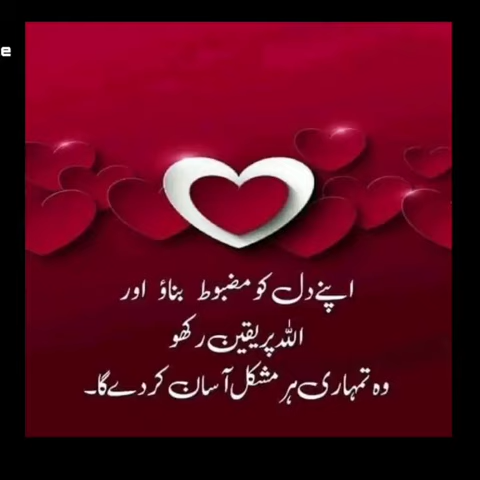 e
اپنے دل کو مضبوط بناؤ اور
اللہ پر یقین رکھو
وہ تمہاری ہر مشکل آسان کر دے گا۔